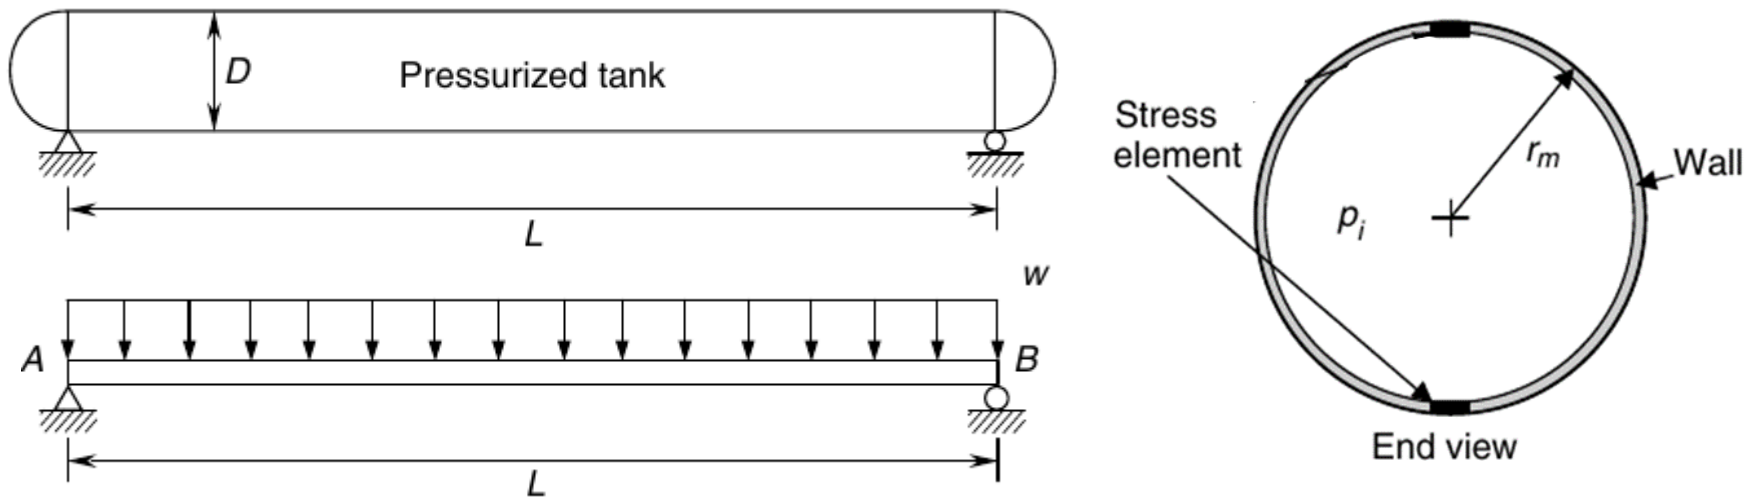 D
Pressurized tank
L
w
A
B
L
Stress
element
r_m
Wall
p_i
End view